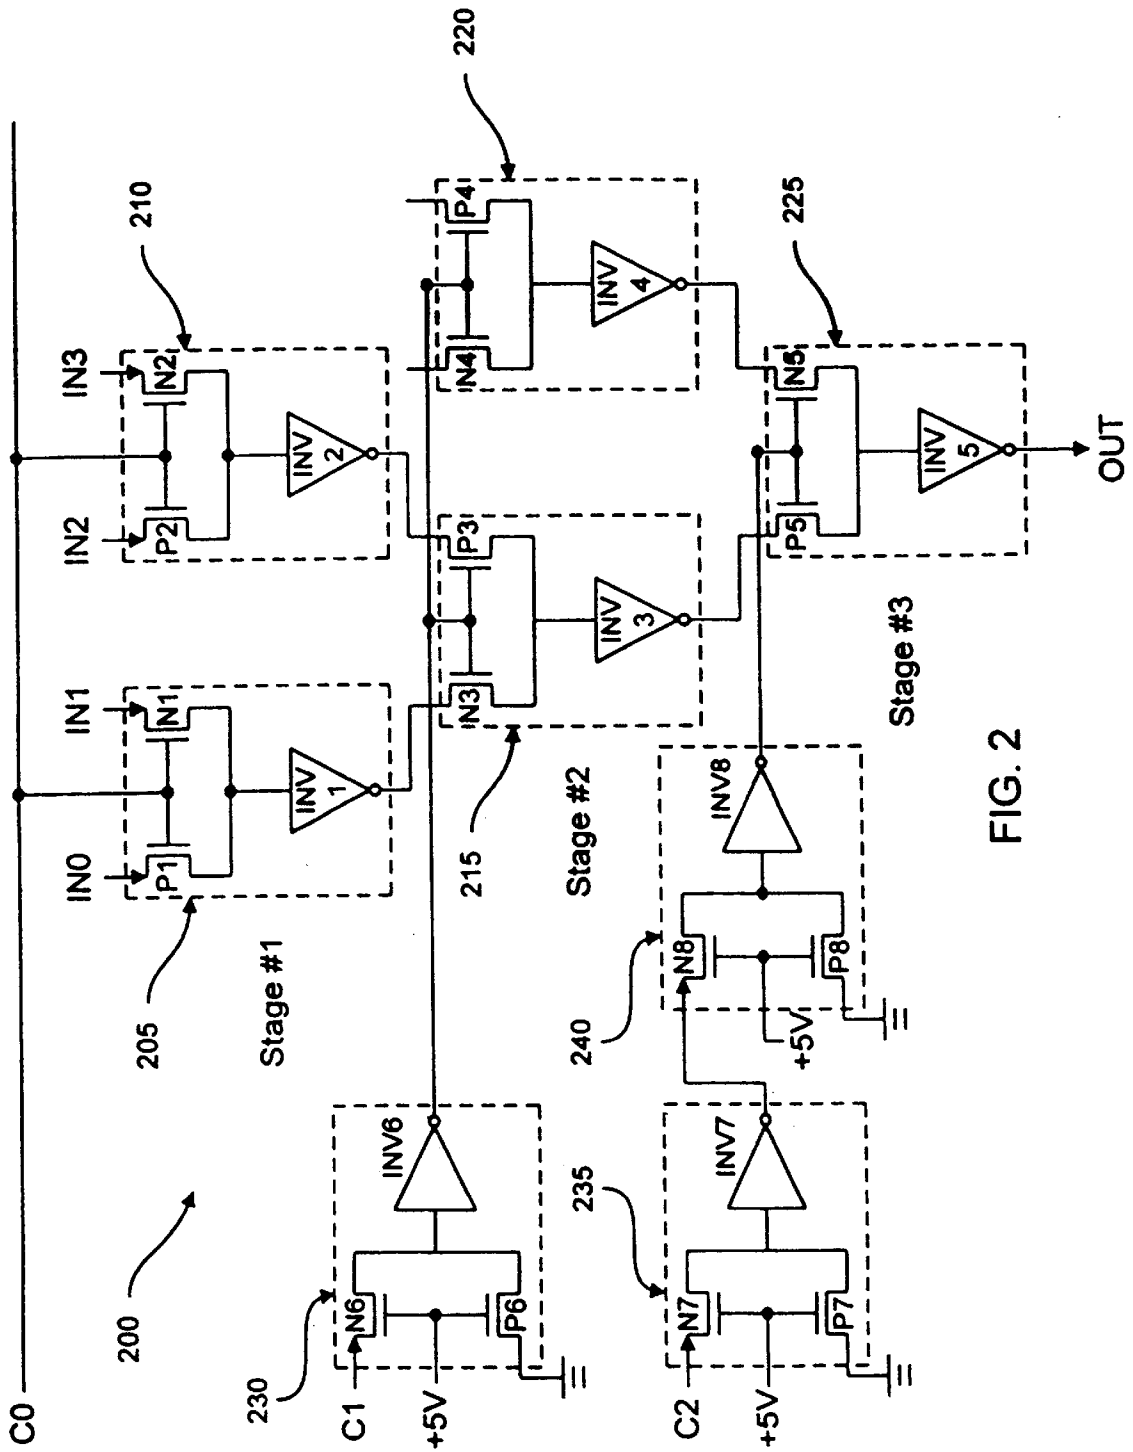 C0
200
205
IN0
IN1
P1
N1
INV
1
Stage #1
210
IN2
IN3
P2
N2
INV
2
215
N3
P3
INV
3
Stage #2
220
N4
P4
INV
4
225
P5
N5
INV
5
Stage #3
OUT
230
C1
+5V
N6
P6
INV6
235
C2
+5V
N7
P7
INV7
240
+5V
N8
P8
INV8
FIG. 2